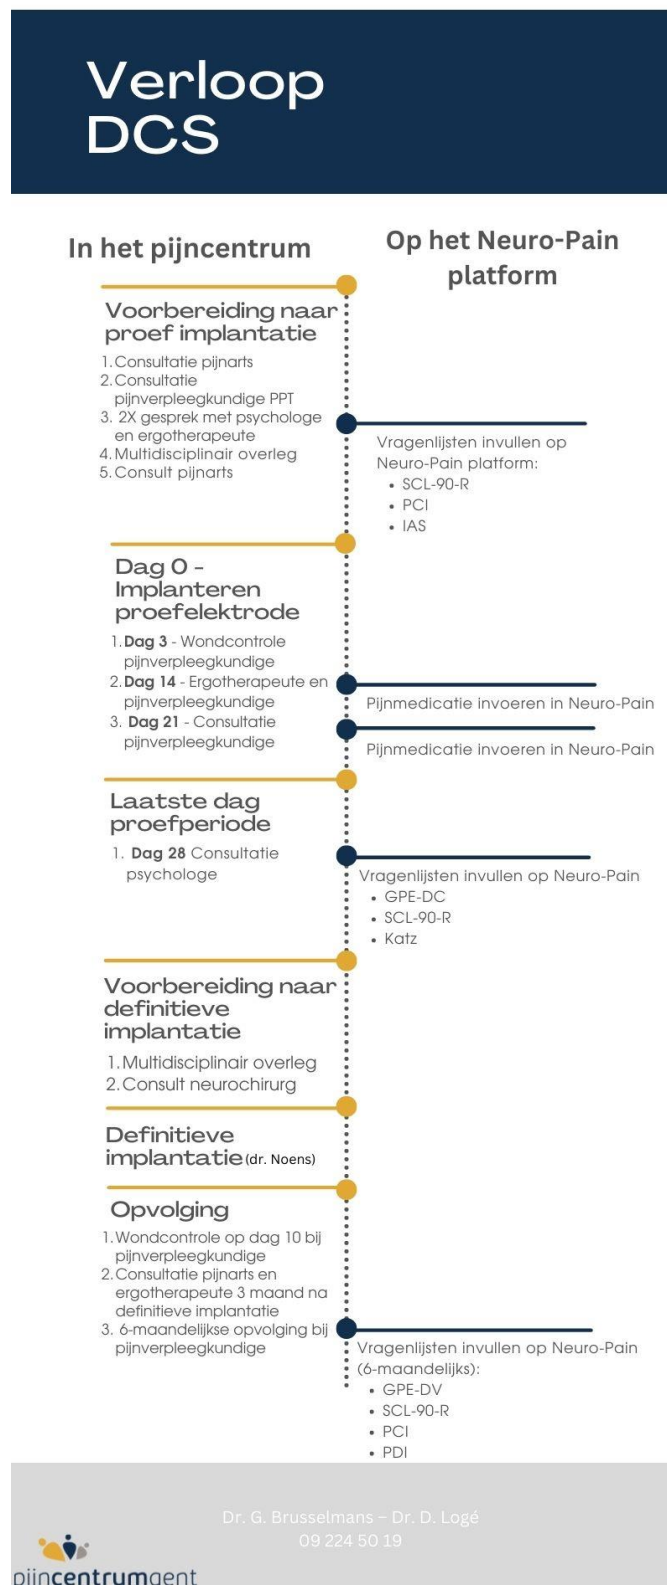 Verloop
DCS
In het pijncentrum
Op het Neuro-Pain
platform
Voorbereiding naar
proef implantatie
1. Consultatie pijnarts
2. Consultatie
pijnverpleegkundige PPT
3. 2X gesprek met psychologe
en ergotherapeute
4. Multidisciplinair overleg
5. Consult pijnarts
Vragenlijsten invullen op
Neuro-Pain platform:
• SCL-90-R
• PCI
• IAS
Dag 0 -
Implanteren
proefelektrode
1. Dag 3 - Wondcontrole
pijnverpleegkundige
2. Dag 14 - Ergotherapeute en
pijnverpleegkundige
3. Dag 21 - Consultatie
pijnverpleegkundige
Pijnmedicatie invoeren in Neuro-Pain
Pijnmedicatie invoeren in Neuro-Pain
Laatste dag
proefperiode
1. Dag 28 Consultatie
psychologe
Vragenlijsten invullen op Neuro-Pain
• GPE-DC
• SCL-90-R
• Katz
Voorbereiding naar
definitieve
implantatie
1. Multidisciplinair overleg
2. Consult neurochirurg
Definitieve
implantatie (dr. Noens)
Opvolging
1. Wondcontrole op dag 10 bij
pijnverpleegkundige
2. Consultatie pijnarts en
ergotherapeute 3 maand na
definitieve implantatie
3. 6-maandelijkse opvolging bij
pijnverpleegkundige
Vragenlijsten invullen op Neuro-Pain
(6-maandelijks):
• GPE-DV
• SCL-90-R
• PCI
• PDI
Dr. G. Brusselmans – Dr. D. Logé
09 224 50 19
pijncentrumgent